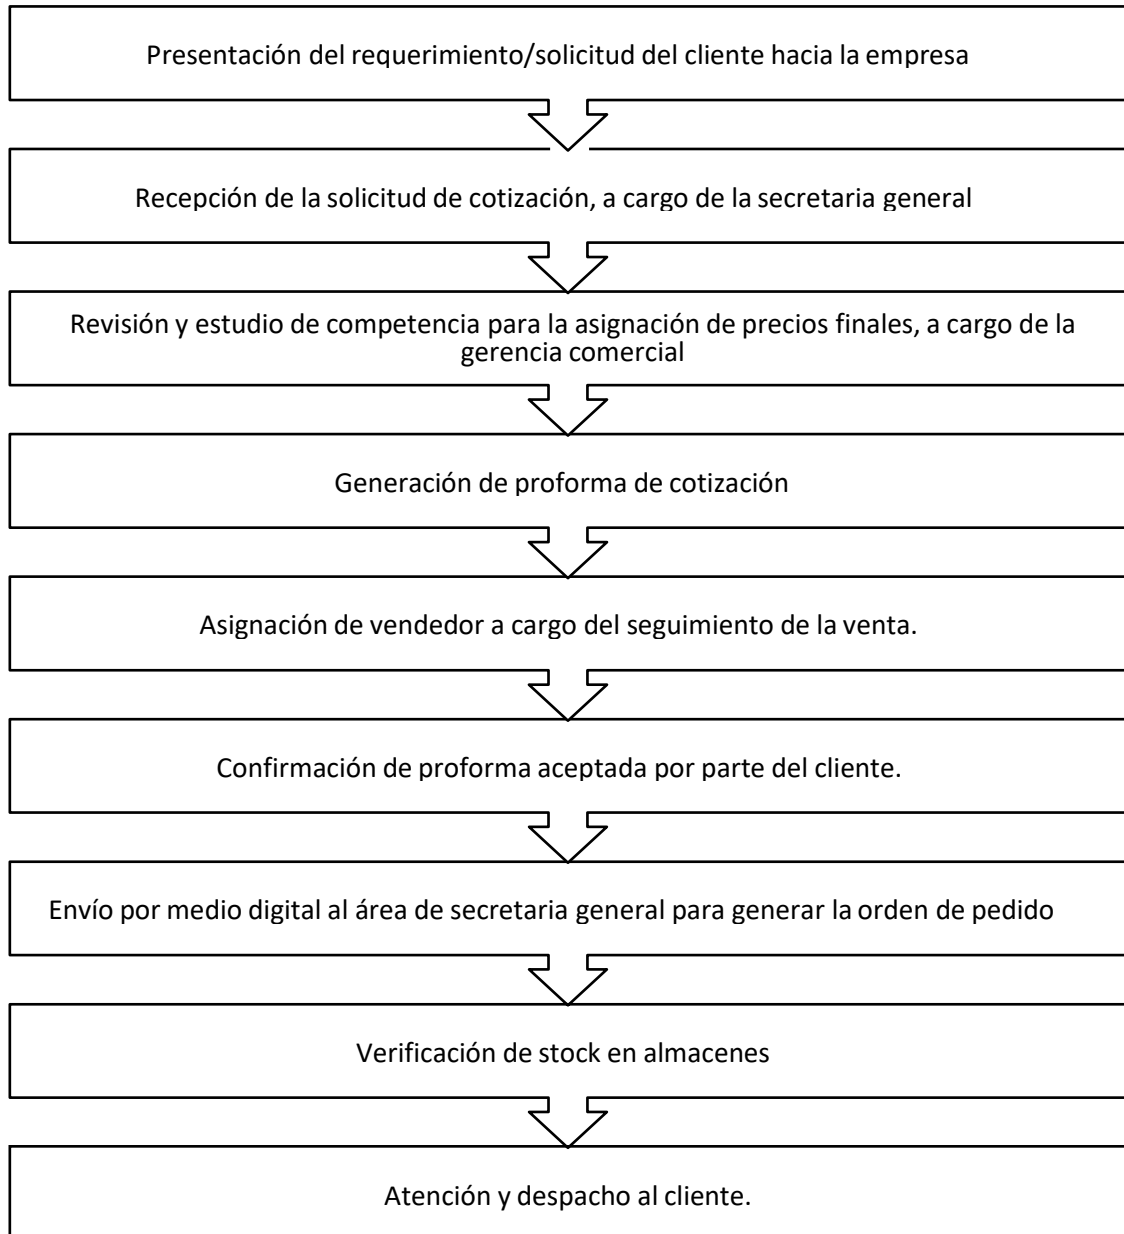 Presentación del requerimiento/solicitud del cliente hacia la empresa
Recepción de la solicitud de cotización, a cargo de la secretaria general
Revisión y estudio de competencia para la asignación de precios finales, a cargo de la
gerencia comercial
Generación de proforma de cotización
Asignación de vendedor a cargo del seguimiento de la venta.
Confirmación de proforma aceptada por parte del cliente.
Envío por medio digital al área de secretaria general para generar la orden de pedido
Verificación de stock en almacenes
Atención y despacho al cliente.